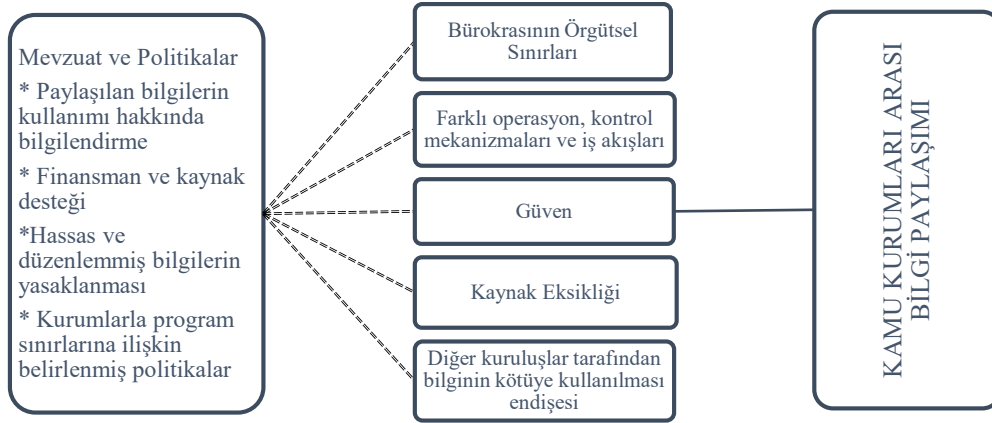 Mevzuat ve Politikalar
* Paylaşılan bilgilerin
kullanımı hakkında
bilgilendirme
* Finansman ve kaynak
desteği
*Hassas ve
düzenlemmiş bilgilerin
yasaklanması
* Kurumlarla program
sınırlarına ilişkin
belirlenmiş politikalar
Bürokrasinin Örgütsel
Sınırları
Farklı operasyon, kontrol
mekanizmaları ve iş akışları
Güven
Kaynak Eksikliği
Diğer kuruluşlar tarafından
bilginin kötüye kullanılması
endişesi
KAMU KURUMLARI ARASI
BİLGİ PAYLAŞIMI